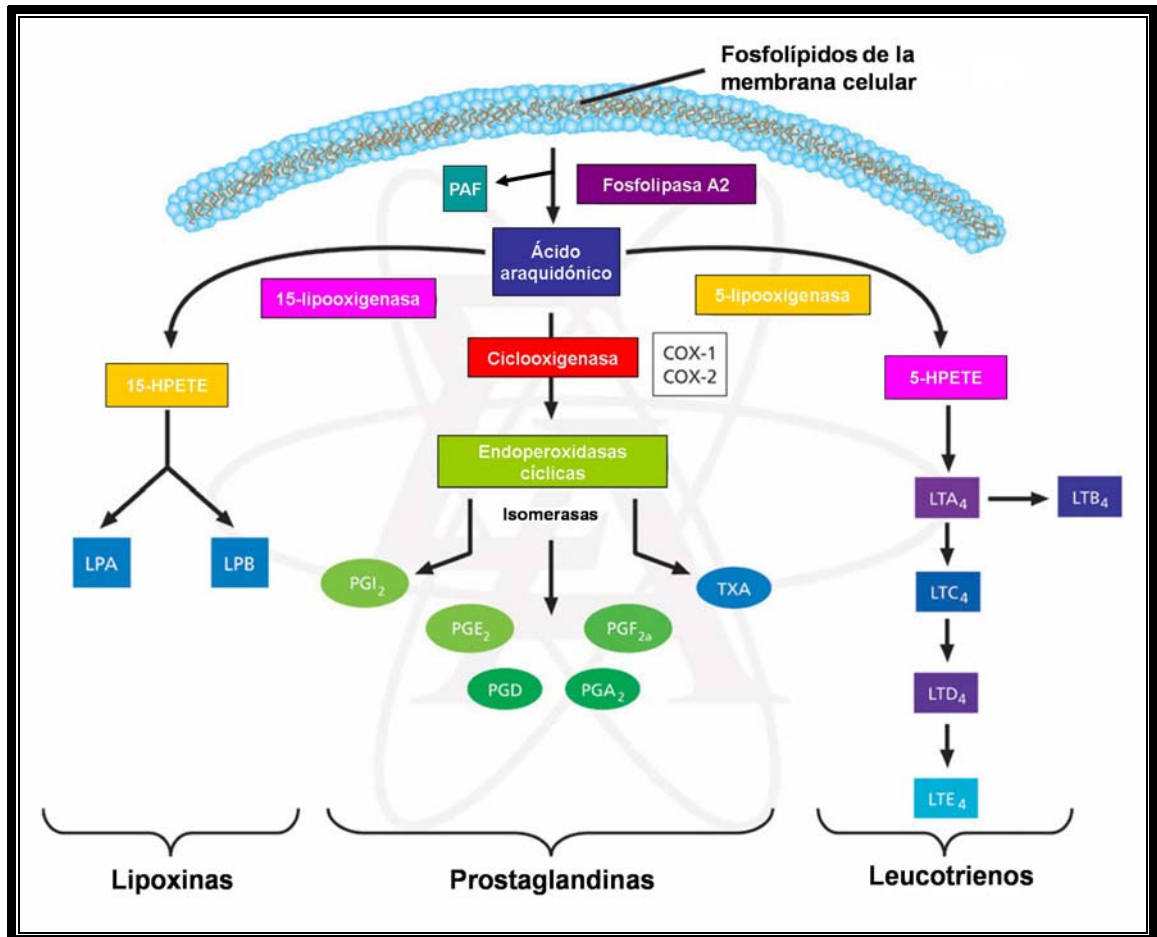 Fosfolípidos de la
membrana celular
PAF
Fosfolipasa A2
Ácido
araquidónico
15-lipooxigenasa
5-lipooxigenasa
Ciclooxigenasa
COX-1
COX-2
15-HPETE
5-HPETE
Endoperoxidasas
cíclicas
Isomerasas
LTA4
LTB4
LPA
LPB
PGI2
TXA
LTC4
PGE2
PGF2a
PGD
PGA2
LTD4
LTE4
Lipoxinas
Prostaglandinas
Leucotrienos